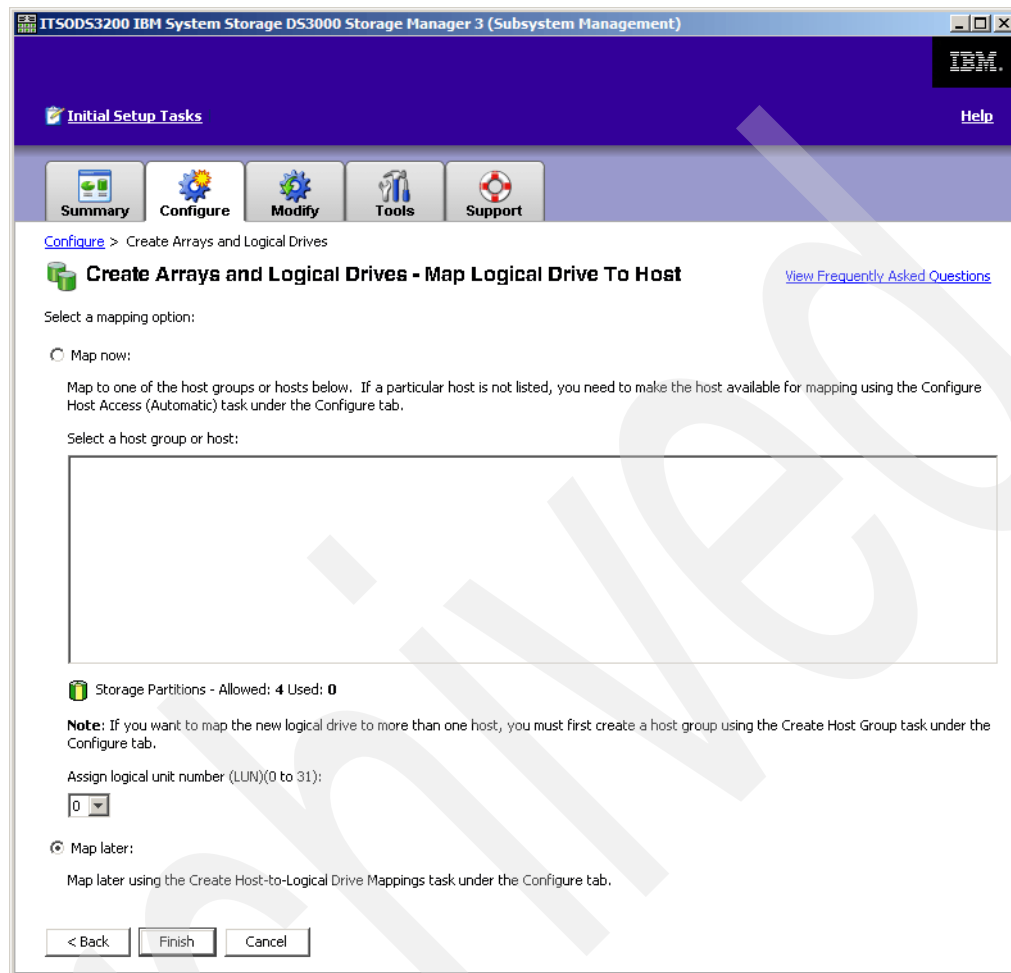 ITSODS3200 IBM System Storage DS3000 Storage Manager 3 (Subsystem Management)
IBM.
Initial Setup Tasks
Help
Summary
Configure
Modify
Tools
Support
Configure > Create Arrays and Logical Drives
Create Arrays and Logical Drives - Map Logical Drive To Host
View Frequently Asked Questions
Select a mapping option:
Map now:
Map to one of the host groups or hosts below. If a particular host is not listed, you need to make the host available for mapping using the Configure
Host Access (Automatic) task under the Configure tab.
Select a host group or host:
Storage Partitions - Allowed: 4 Used: 0
Note: If you want to map the new logical drive to more than one host, you must first create a host group using the Create Host Group task under the
Configure tab.
Assign logical unit number (LUN)(0 to 31):
0
Map later:
Map later using the Create Host-to-Logical Drive Mappings task under the Configure tab.
< Back
Finish
Cancel
chived